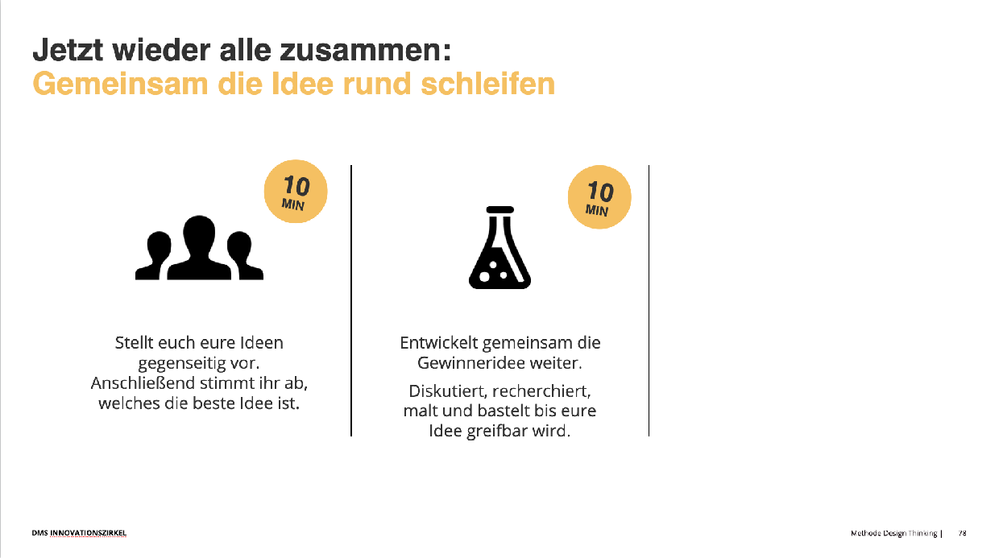 Jetzt wieder alle zusammen:
Gemeinsam die Idee rund schleifen
10
MIN
Stellt euch eure Ideen
gegenseitig vor.
Anschließend stimmt ihr ab,
welches die beste Idee ist.
10
MIN
Entwickelt gemeinsam die
Gewinneridee weiter.
Diskutiert, recherchiert,
malt und bastelt bis eure
Idee greifbar wird.
DMS INNOVATIONSZIRKEL
Methode Design Thinking | 78